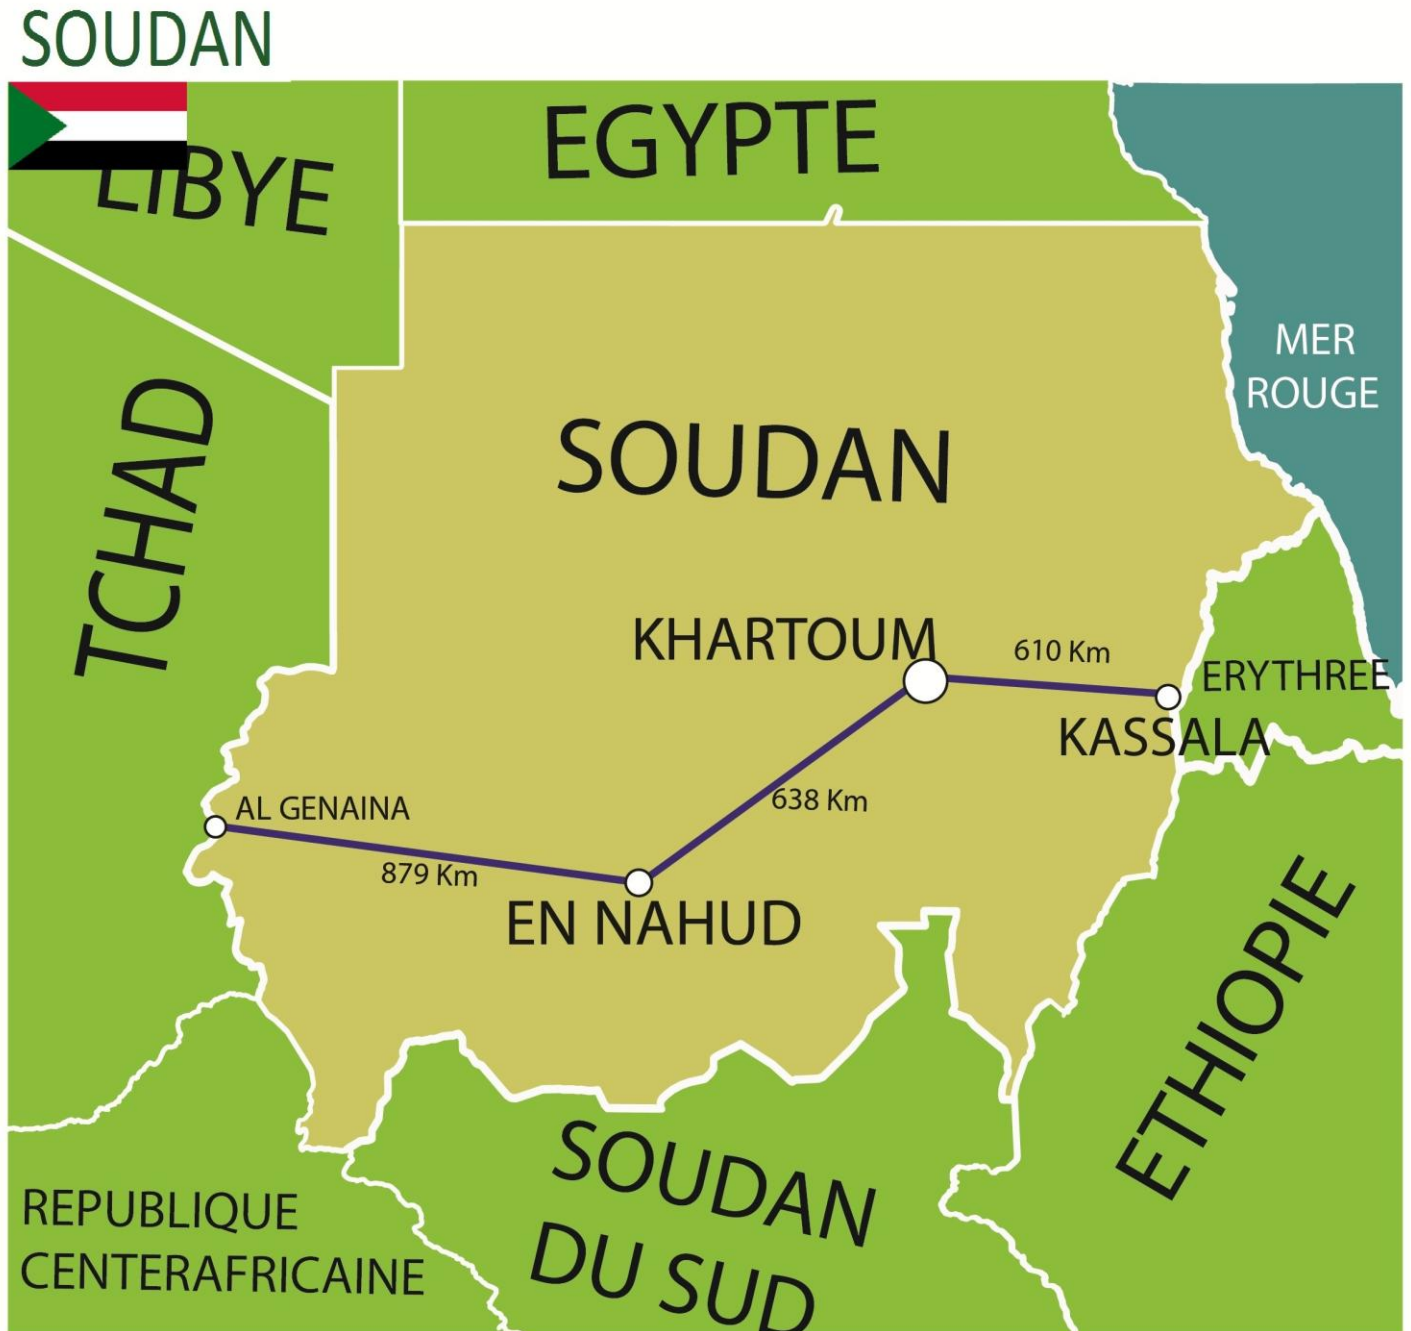 SOUDAN
LIBYE
EGYPTE
MER
ROUGE
TCHAD
SOUDAN
KHARTOUM
610 Km
ERYTHREE
KASSALA
638 Km
AL GENAINA
879 Km
EN NAHUD
ETHIOPIE
SOUDAN
DU SUD
REPUBLIQUE
CENTERAFRICAINE